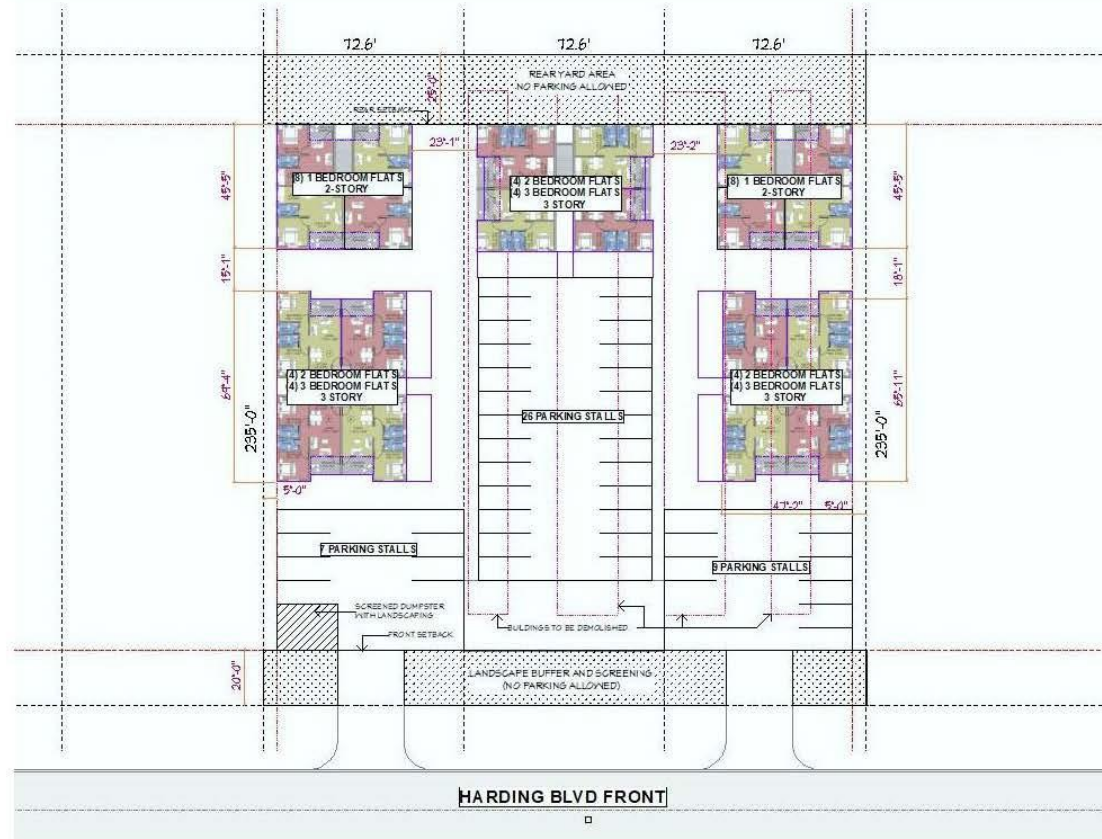 72.6'
72.6'
72.6'
REAR YARD AREA
NO PARKING ALLOWED
25'-0"
REAR SETBACK
23'-1"
23'-2"
45'-5"
45'-5"
(8) 1 BEDROOM FLATS
2-STORY
(4) 2 BEDROOM FLATS
(4) 3 BEDROOM FLATS
3 STORY
(8) 1 BEDROOM FLATS
2-STORY
15'-1"
18'-1"
69'-4"
(4) 2 BEDROOM FLATS
(4) 3 BEDROOM FLATS
3 STORY
26 PARKING STALLS
(4) 2 BEDROOM FLATS
(4) 3 BEDROOM FLATS
3 STORY
65'-11"
235'-0"
235'-0"
5'-0"
47'-2"
5'-0"
7 PARKING STALLS
9 PARKING STALLS
SCREENED DUMPSTER
WITH LANDSCAPING
BUILDINGS TO BE DEMOLISHED
FRONT SETBACK
20'-0"
LANDSCAPE BUFFER AND SCREENING
(NO PARKING ALLOWED)
HARDING BLVD FRONT